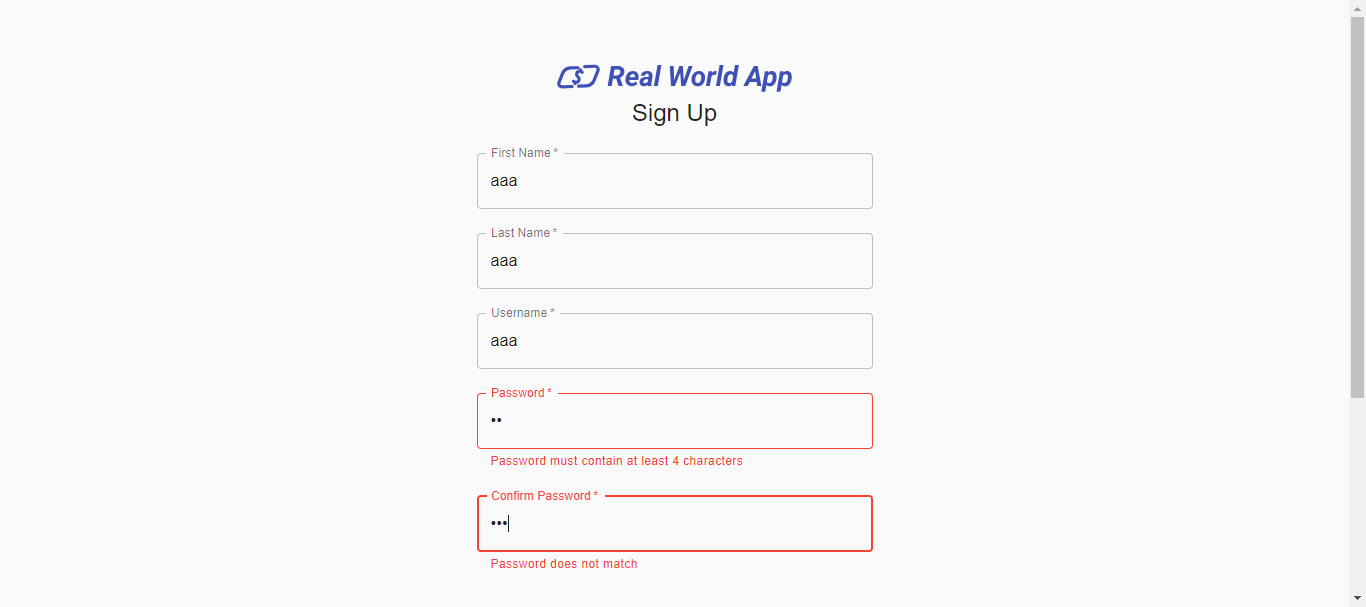 Real World App
Sign Up
First Name *
aaa
Last Name *
aaa
Username *
aaa
Password *
••
Password must contain at least 4 characters
Confirm Password *
•••
Password does not match